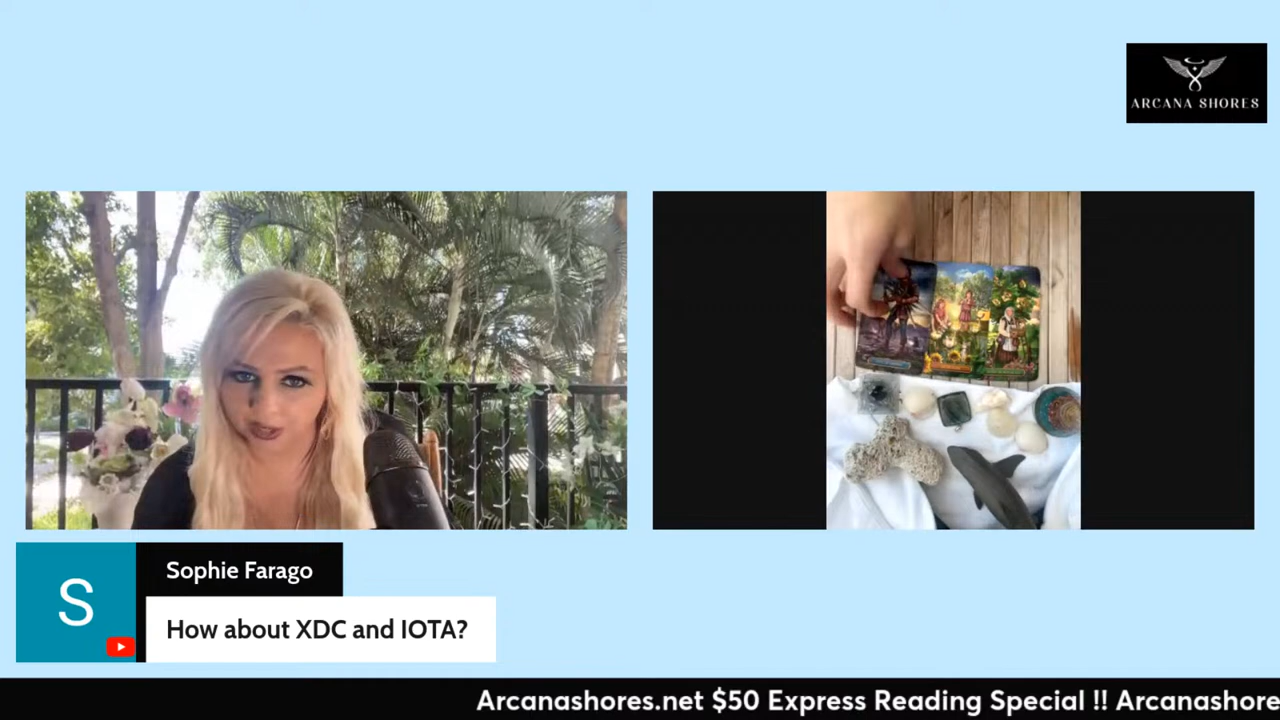 ARCANA SHORES
S
Sophie Farago
How about XDC and IOTA?
Arcanashores.net $50 Express Reading Special !! Arcanashore